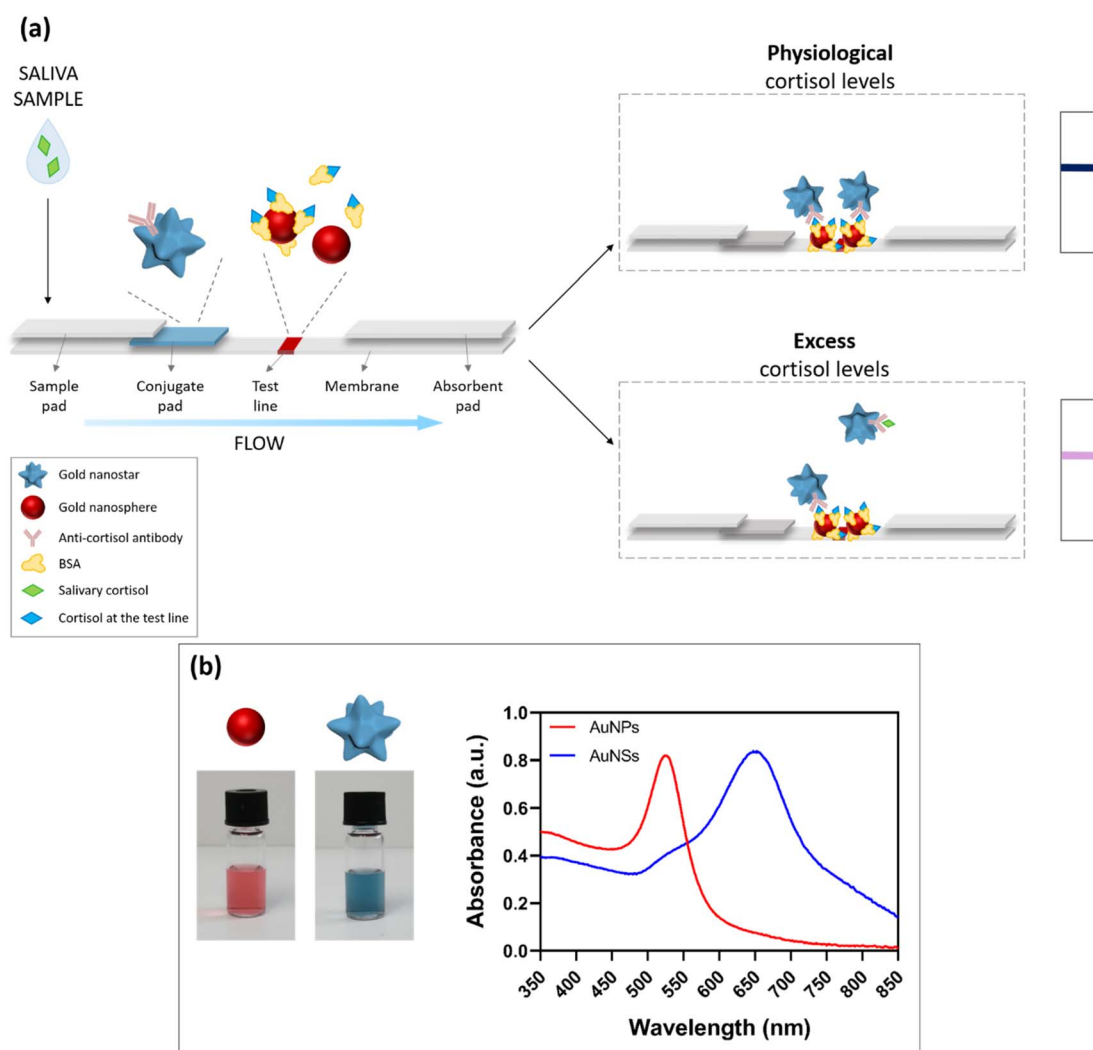 (a)
SALIVA
SAMPLE
Physiological
cortisol levels
Excess
cortisol levels
Sample
pad
Conjugate
pad
Test
line
Membrane
Absorbent
pad
FLOW
Gold nanostar
Gold nanosphere
Anti-cortisol antibody
BSA
Salivary cortisol
Cortisol at the test line
(b)
AuNPs
AuNSs
Absorbance (a.u.)
1.0
0.8
0.6
0.4
0.2
0.0
350 400 450 500 550 600 650 700 750 800 850
Wavelength (nm)